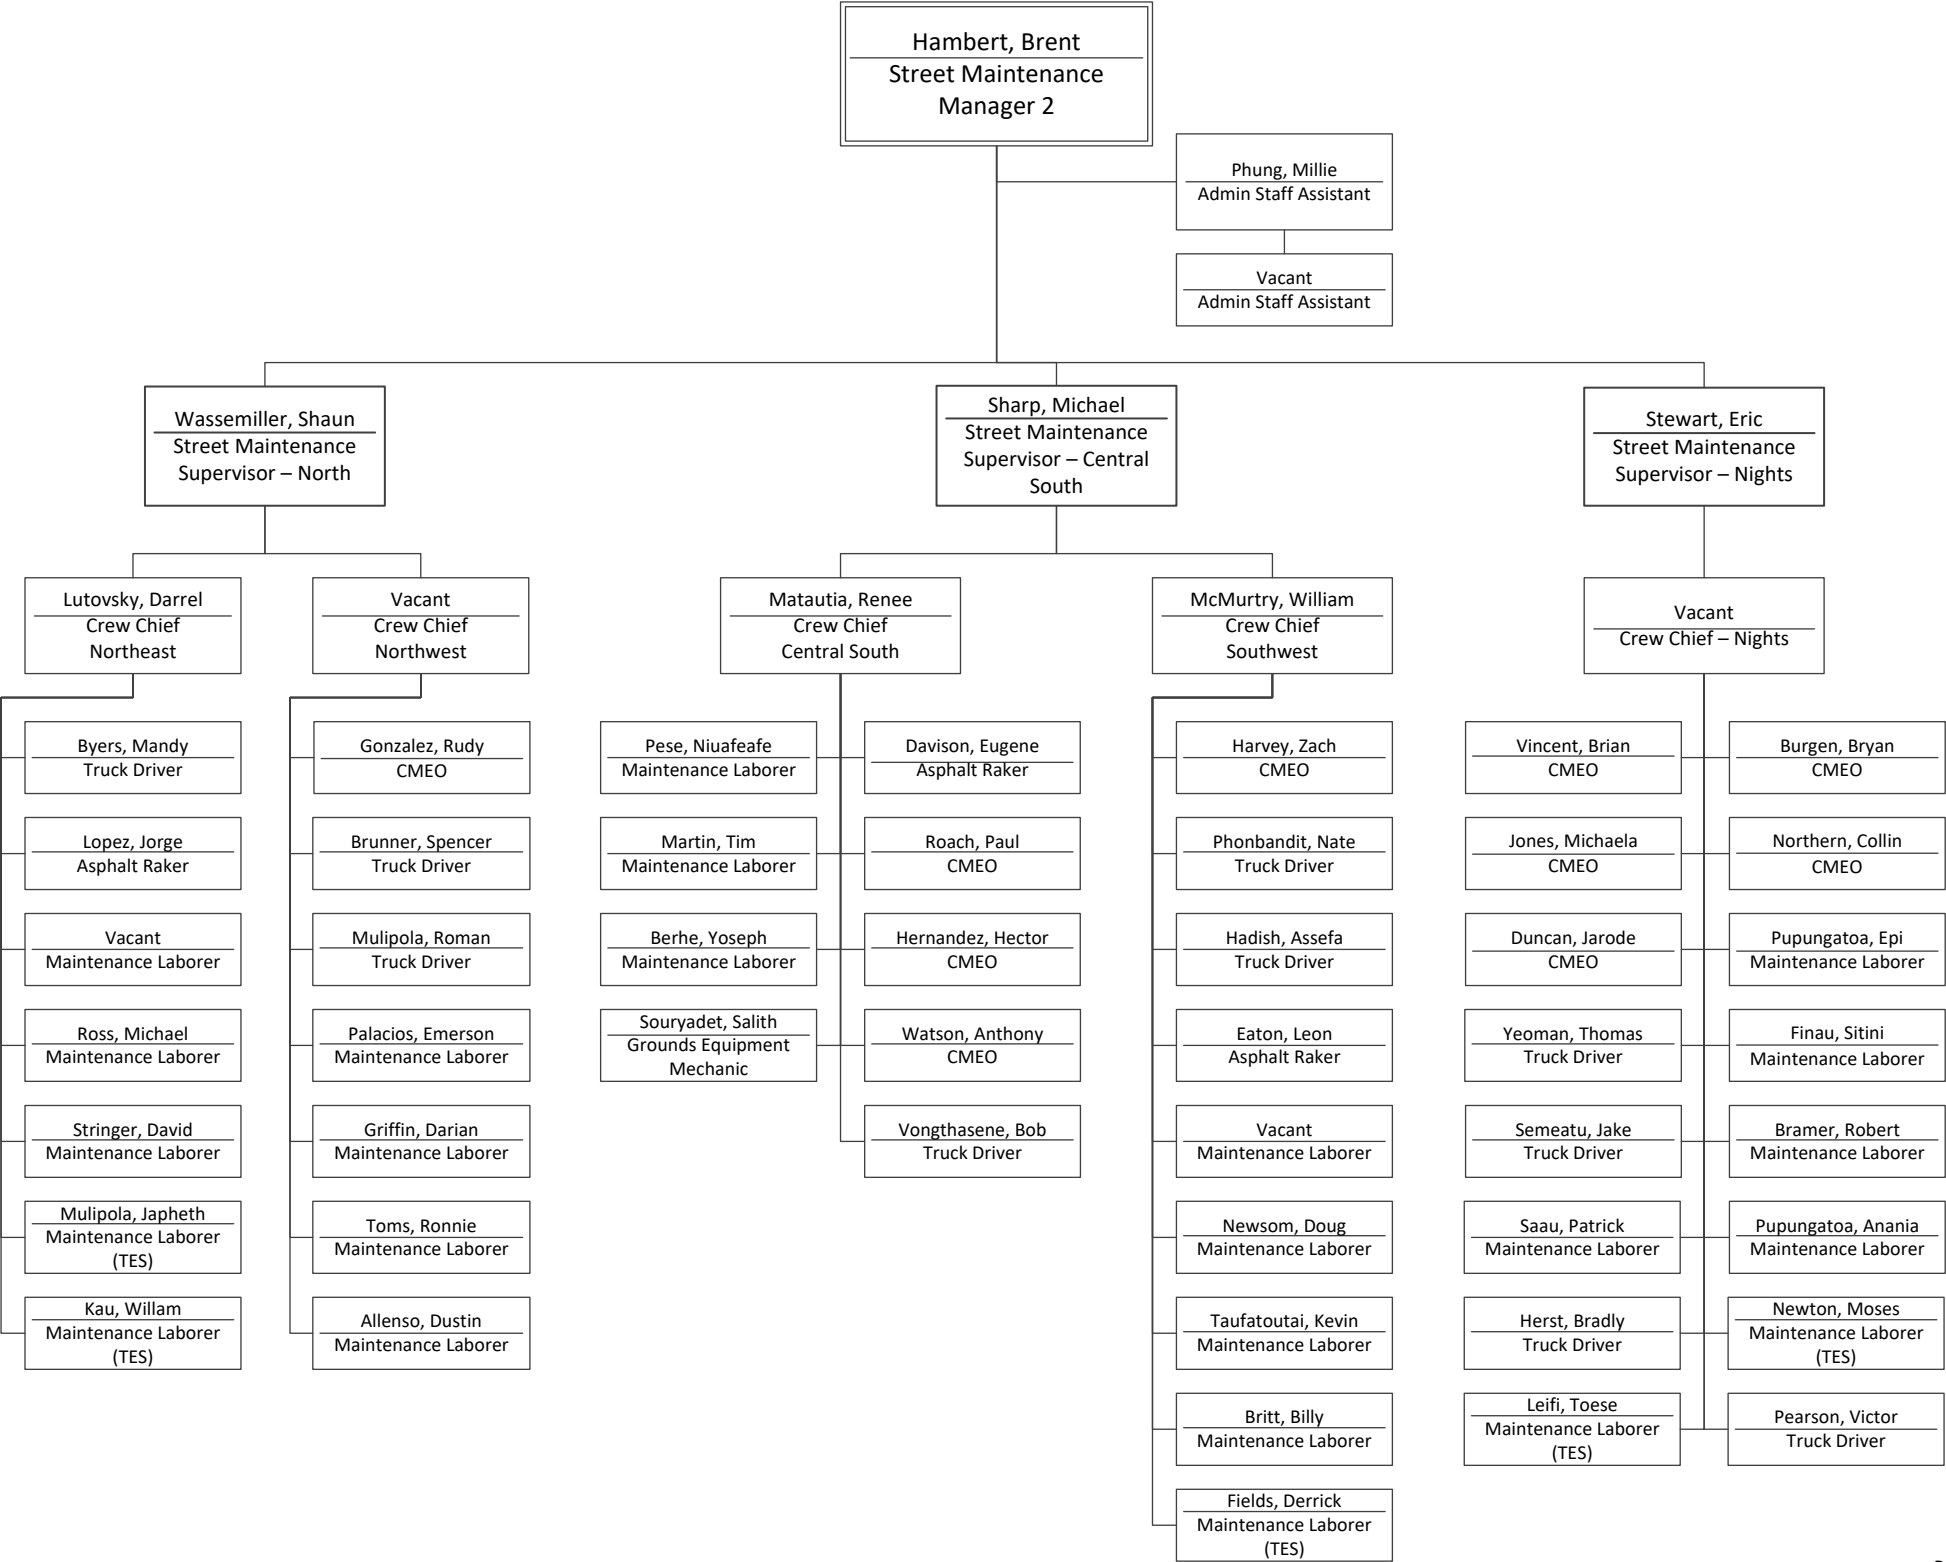 Hambert, Brent
Street Maintenance
Manager 2
Phung, Millie
Admin Staff Assistant
Vacant
Admin Staff Assistant
Wassemiller, Shaun
Street Maintenance
Supervisor – North
Sharp, Michael
Street Maintenance
Supervisor – Central
South
Stewart, Eric
Street Maintenance
Supervisor – Nights
Lutovsky, Darrel
Crew Chief
Northeast
Vacant
Crew Chief
Northwest
Matautia, Renee
Crew Chief
Central South
McMurtry, William
Crew Chief
Southwest
Vacant
Crew Chief – Nights
Byers, Mandy
Truck Driver
Lopez, Jorge
Asphalt Raker
Vacant
Maintenance Laborer
Ross, Michael
Maintenance Laborer
Stringer, David
Maintenance Laborer
Mulipola, Japheth
Maintenance Laborer
(TES)
Kau, Willam
Maintenance Laborer
(TES)
Gonzalez, Rudy
CMEO
Brunner, Spencer
Truck Driver
Mulipola, Roman
Truck Driver
Palacios, Emerson
Maintenance Laborer
Griffin, Darian
Maintenance Laborer
Toms, Ronnie
Maintenance Laborer
Allenso, Dustin
Maintenance Laborer
Pese, Niuafeafe
Maintenance Laborer
Martin, Tim
Maintenance Laborer
Berhe, Yoseph
Maintenance Laborer
Souryadet, Salith
Grounds Equipment
Mechanic
Davison, Eugene
Asphalt Raker
Roach, Paul
CMEO
Hernandez, Hector
CMEO
Watson, Anthony
CMEO
Vongthasene, Bob
Truck Driver
Harvey, Zach
CMEO
Phonbandit, Nate
Truck Driver
Hadish, Assefa
Truck Driver
Eaton, Leon
Asphalt Raker
Vacant
Maintenance Laborer
Newsom, Doug
Maintenance Laborer
Taufatoutai, Kevin
Maintenance Laborer
Britt, Billy
Maintenance Laborer
Fields, Derrick
Maintenance Laborer
(TES)
Vincent, Brian
CMEO
Jones, Michaela
CMEO
Duncan, Jarode
CMEO
Yeoman, Thomas
Truck Driver
Semeatu, Jake
Truck Driver
Saau, Patrick
Maintenance Laborer
Herst, Bradly
Truck Driver
Leifi, Toese
Maintenance Laborer
(TES)
Burgen, Bryan
CMEO
Northern, Collin
CMEO
Pupungatoa, Epi
Maintenance Laborer
Finau, Sitini
Maintenance Laborer
Bramer, Robert
Maintenance Laborer
Pupungatoa, Anania
Maintenance Laborer
Newton, Moses
Maintenance Laborer
(TES)
Pearson, Victor
Truck Driver